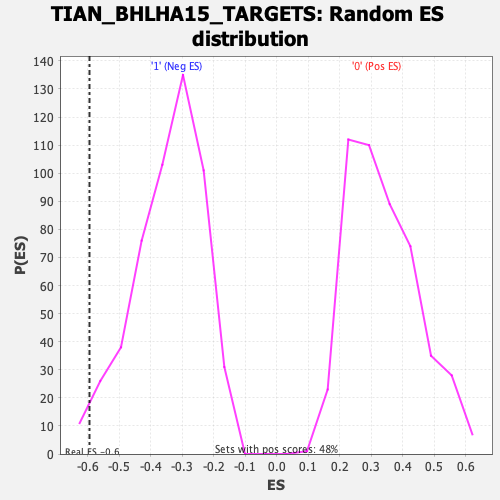 TIAN_BHLHA15_TARGETS: Random ES
distribution
'1' (Neg ES)
'0' (Pos ES)
140
130
120
110
100
90
80
70
60
50
40
30
20
10
0
P(ES)
Real ES -0.6
Sets with pos scores: 48%
-0.6 -0.5 -0.4 -0.3 -0.2 -0.1 0.0 0.1 0.2 0.3 0.4 0.5 0.6
ES